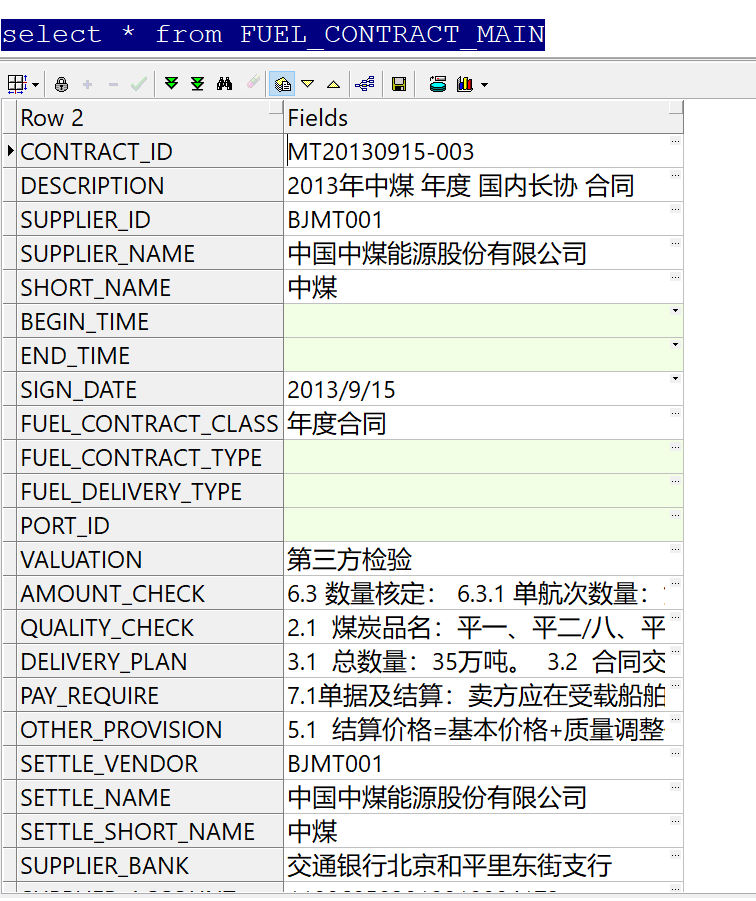 select * from FUEL_CONTRACT_MAIN
Row 2 Fields
CONTRACT_ID MT20130915-003
DESCRIPTION 2013年中煤 年度 国内长协 合同
SUPPLIER_ID BJMT001
SUPPLIER_NAME 中国中煤能源股份有限公司
SHORT_NAME 中煤
BEGIN_TIME
END_TIME
SIGN_DATE 2013/9/15
FUEL_CONTRACT_CLASS 年度合同
FUEL_CONTRACT_TYPE
FUEL_DELIVERY_TYPE
PORT_ID
VALUATION 第三方检验
AMOUNT_CHECK 6.3 数量核定： 6.3.1 单航次数量：
QUALITY_CHECK 2.1 煤炭品名：平一、平二/八、平
DELIVERY_PLAN 3.1 总数量：35万吨。 3.2 合同交
PAY_REQUIRE 7.1单据及结算：卖方应在受载船舶
OTHER_PROVISION 5.1 结算价格=基本价格+质量调整
SETTLE_VENDOR BJMT001
SETTLE_NAME 中国中煤能源股份有限公司
SETTLE_SHORT_NAME 中煤
SUPPLIER_BANK 交通银行北京和平里东街支行